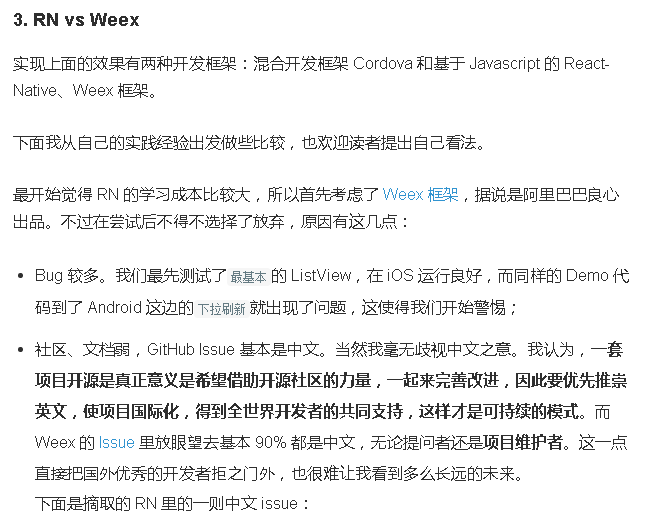 3. RN vs Weex
实现上面的效果有两种开发框架：混合开发框架 Cordova 和基于 Javascript 的 React-
Native、Weex 框架。
下面我从自己的实践经验出发做些比较，也欢迎读者提出自己看法。
最开始觉得 RN 的学习成本比较大，所以首先考虑了 Weex 框架，据说是阿里巴巴良心
出品。不过在尝试后不得不选择了放弃，原因有这几点：
• Bug 较多。我们最先测试了 最基本 的 ListView，在 iOS 运行良好，而同样的 Demo 代
码到了 Android 这边的 下拉刷新 就出现了问题，这使得我们开始警惕；
• 社区、文档弱，GitHub Issue 基本是中文。当然我毫无歧视中文之意。我认为，一套
项目开源是真正意义是希望借助开源社区的力量，一起来完善改进，因此要优先推崇
英文，使项目国际化，得到全世界开发者的共同支持，这样才是可持续的模式。而
Weex 的 Issue 里放眼望去基本 90% 都是中文，无论提问者还是项目维护者。这一点
直接把国外优秀的开发者拒之门外，也很难让我看到多么长远的未来。
下面是摘取的 RN 里的一则中文 issue：